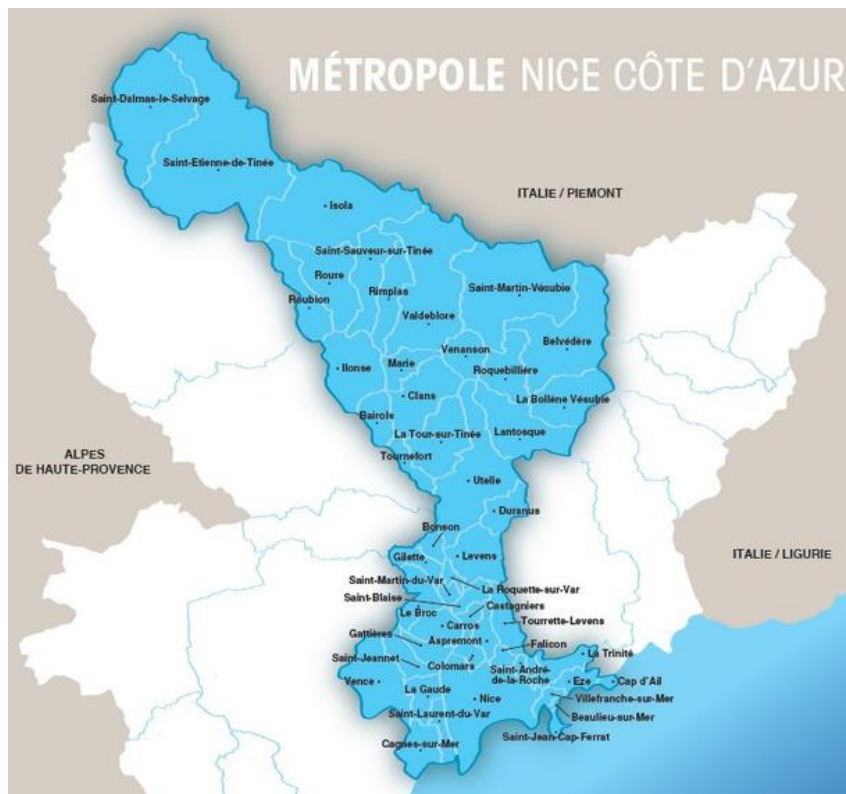 MÉTROPOLE NICE CÔTE D'AZUR
Saint-Dalmas-le-Selvage
Saint-Etienne-de-Tinée
ITALIE / PIEMONT
Isola
Saint-Sauveur-sur-Tinée
Roure
Rimplas
Saint-Martin-Vésubie
Roubion
Valdeblore
Belvédère
Venanson
Ilonse
Marie
Roquebillière
Clans
La Bollène Vésubie
Bairols
La Tour-sur-Tinée
Lantosque
Tournefort
ALPES
DE HAUTE-PROVENCE
Utelle
Duranus
Bonson
Gilette
Levens
ITALIE / LIGURIE
Saint-Martin-du-Var
La Roquette-sur-Var
Saint-Blaise
Castagniers
Le Broc
Tourrette-Levens
Carros
Gattières
Aspremont
Falicon
La Trinité
Saint-Jeannet
Colomars
Saint-André-
de-la-Roche
Vence
Eze
Cap d'Ail
La Gaude
Nice
Villefranche-sur-Mer
Saint-Laurent-du-Var
Beaulieu-sur-Mer
Saint-Jean-Cap-Ferrat
Cagnes-sur-Mer